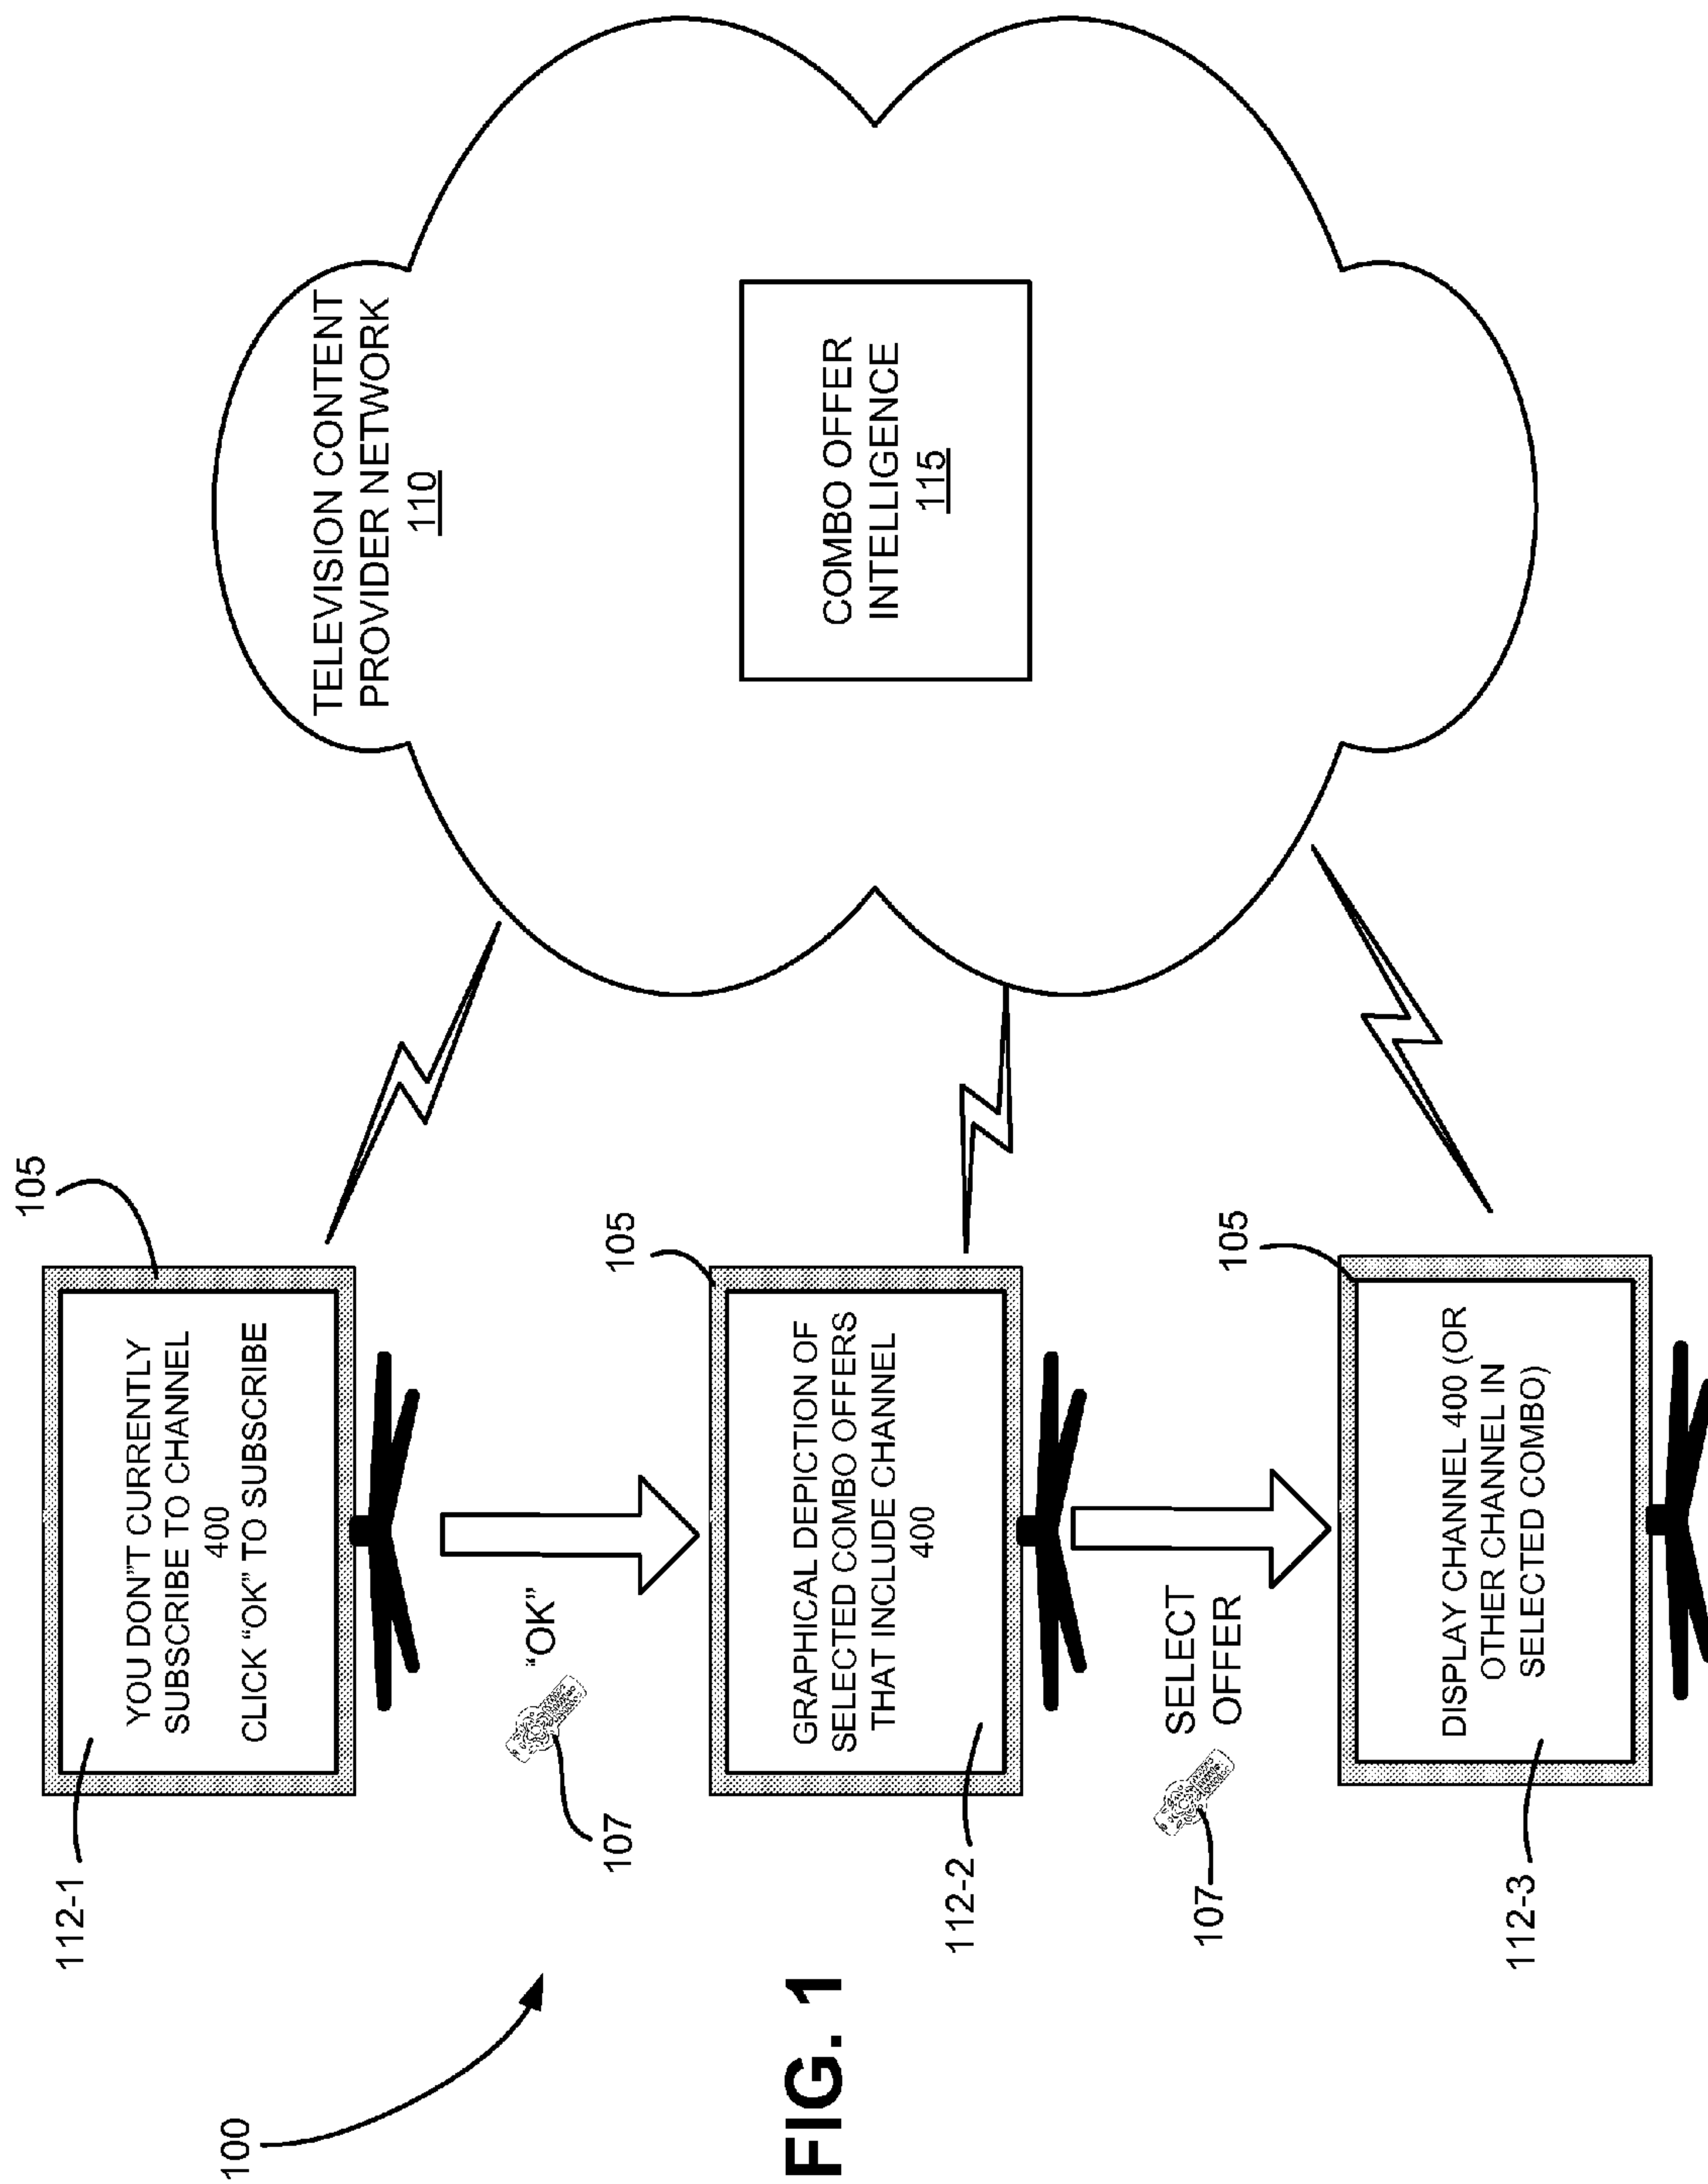 100
112-1
YOU DON"T CURRENTLY
SUBSCRIBE TO CHANNEL
400
CLICK “OK” TO SUBSCRIBE
105
“OK”
107
112-2
GRAPHICAL DEPICTION OF
SELECTED COMBO OFFERS
THAT INCLUDE CHANNEL
400
105
SELECT
OFFER
107
112-3
DISPLAY CHANNEL 400 (OR
OTHER CHANNEL IN
SELECTED COMBO)
105
TELEVISION CONTENT
PROVIDER NETWORK
110
COMBO OFFER
INTELLIGENCE
115
FIG. 1